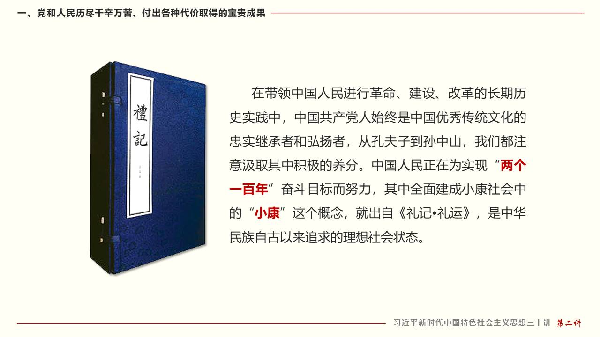 一、党和人民历尽千辛万苦、付出各种代价取得的宝贵成果
禮記
在带领中国人民进行革命、建设、改革的长期历
史实践中，中国共产党人始终是中国优秀传统文化的
忠实继承者和弘扬者，从孔夫子到孙中山，我们都注
意汲取其中积极的养分。中国人民正在为实现“两个
一百年”奋斗目标而努力，其中全面建成小康社会中
的“小康”这个概念，就出自《礼记•礼运》，是中华
民族自古以来追求的理想社会状态。
习近平新时代中国特色社会主义思想三十讲 第二讲